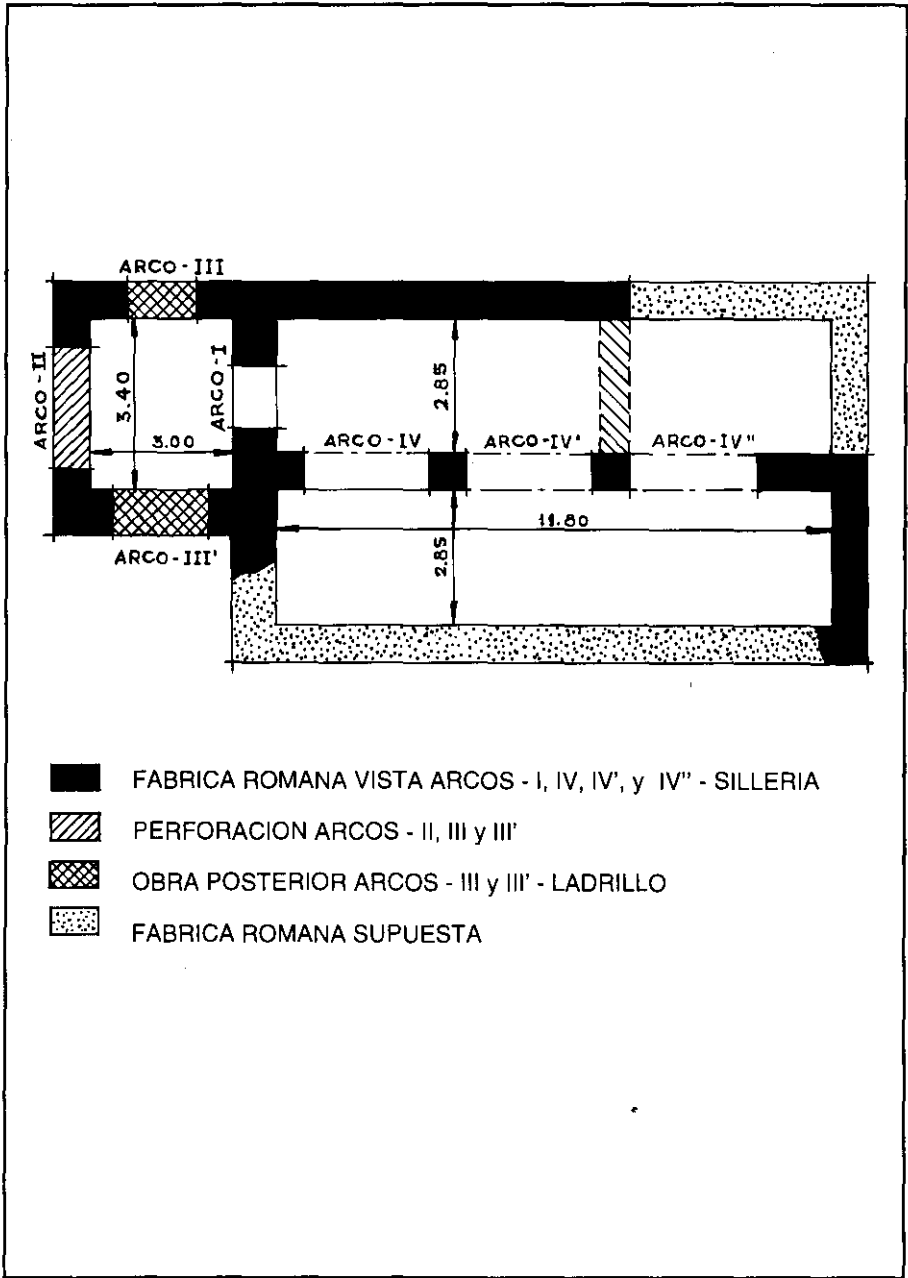 ARCO-III
ARCO-II
3.40
3.00
ARCO-I
2.85
ARCO-IV
ARCO-IV'
ARCO-IV"
11.80
2.85
ARCO-III'
FABRICA ROMANA VISTA ARCOS - I, IV, IV', y IV" - SILLERIA
PERFORACION ARCOS - II, III y III'
OBRA POSTERIOR ARCOS - III y III' - LADRILLO
FABRICA ROMANA SUPUESTA